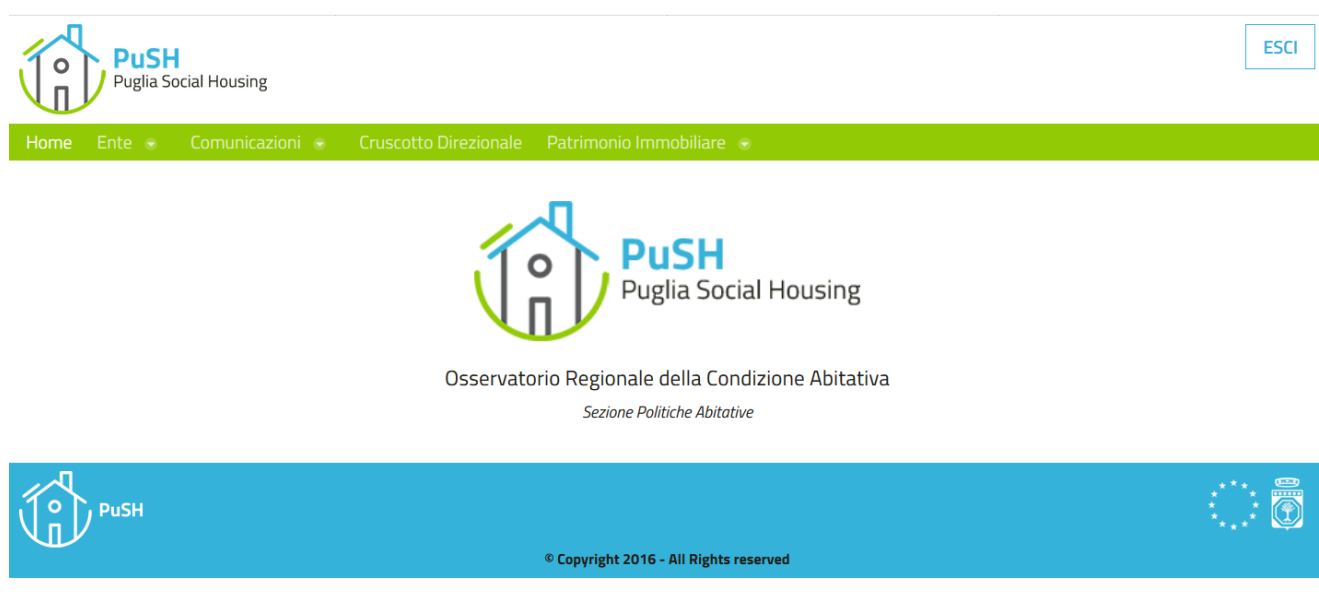 PuSH
Puglia Social Housing
ESCI
Home Ente Comunicazioni Cruscotto Direzionale Patrimonio Immobiliare
PuSH
Puglia Social Housing
Osservatorio Regionale della Condizione Abitativa
Sezione Politiche Abitative
PuSH
© Copyright 2016 - All Rights reserved